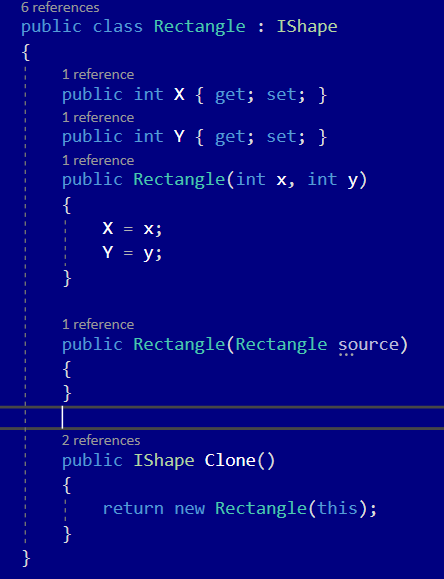 6 references
public class Rectangle : IShape
{
1 reference
public int X { get; set; }
1 reference
public int Y { get; set; }
1 reference
public Rectangle(int x, int y)
{
X = x;
Y = y;
}
1 reference
public Rectangle(Rectangle source)
{
}
2 references
public IShape Clone()
{
return new Rectangle(this);
}
}